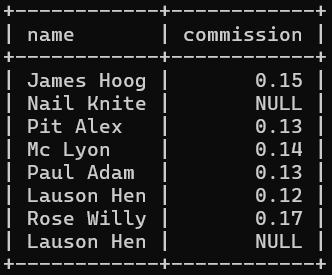 +------------+------------+
| name       | commission |
+------------+------------+
| James Hoog |       0.15 |
| Nail Knite |       NULL |
| Pit Alex   |       0.13 |
| Mc Lyon    |       0.14 |
| Paul Adam  |       0.13 |
| Lauson Hen |       0.12 |
| Rose Willy |       0.17 |
| Lauson Hen |       NULL |
+------------+------------+